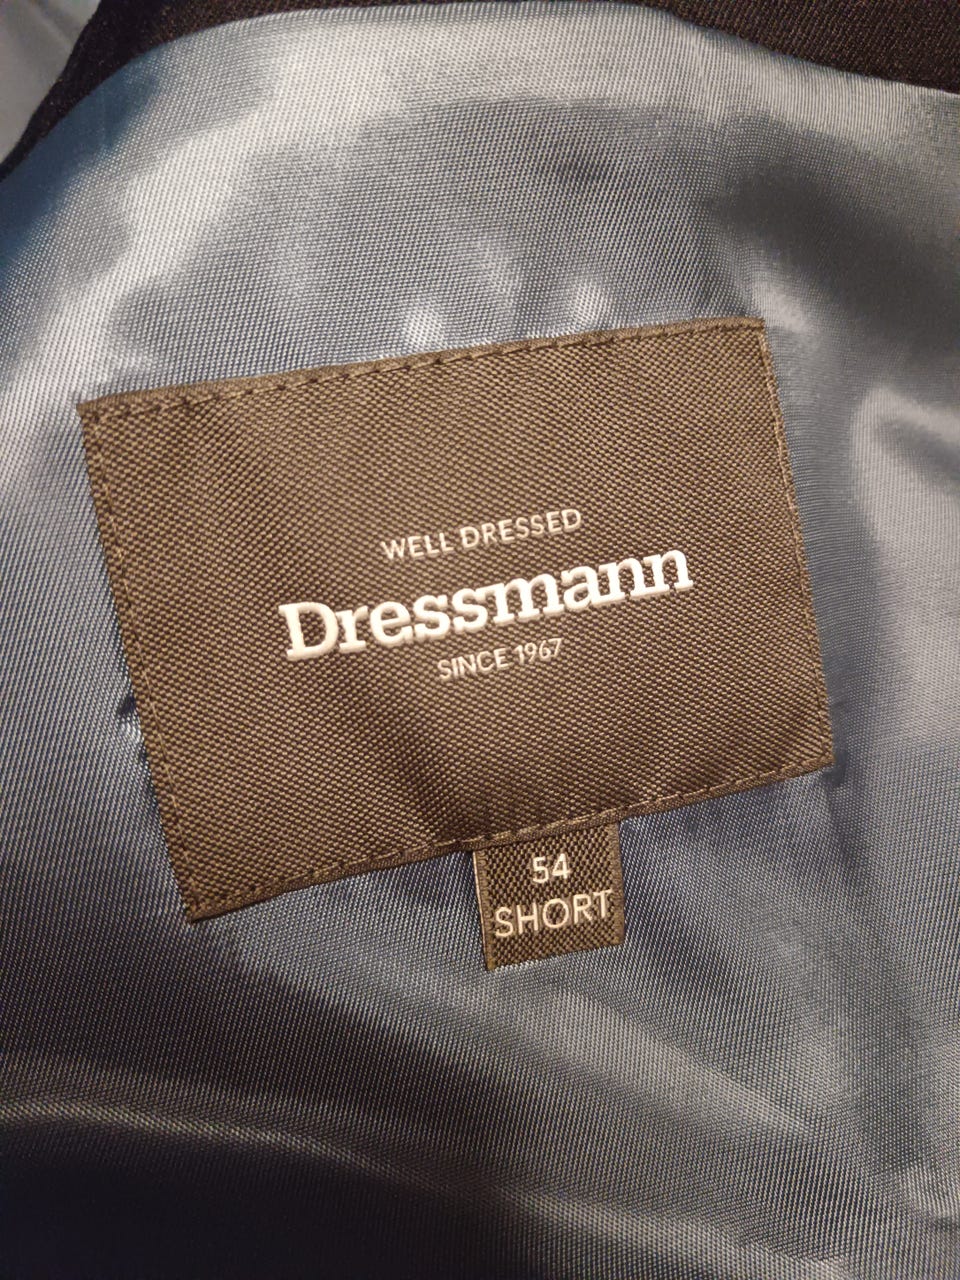 WELL DRESSED
Dressmann
SINCE 1967
54
SHORT